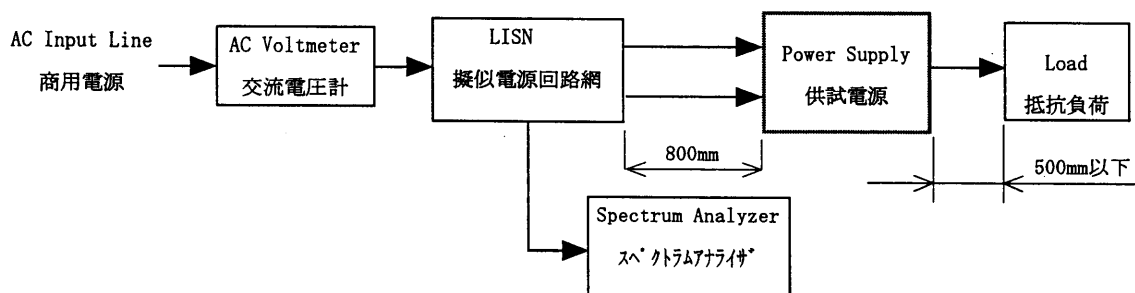 AC Input Line
商用電源
AC Voltmeter
交流電圧計
LISN
擬似電源回路網
Power Supply
供試電源
Load
抵抗負荷
800mm
500mm以下
Spectrum Analyzer
ｽﾍﾟｸﾄﾗﾑｱﾅﾗｲｻﾞ